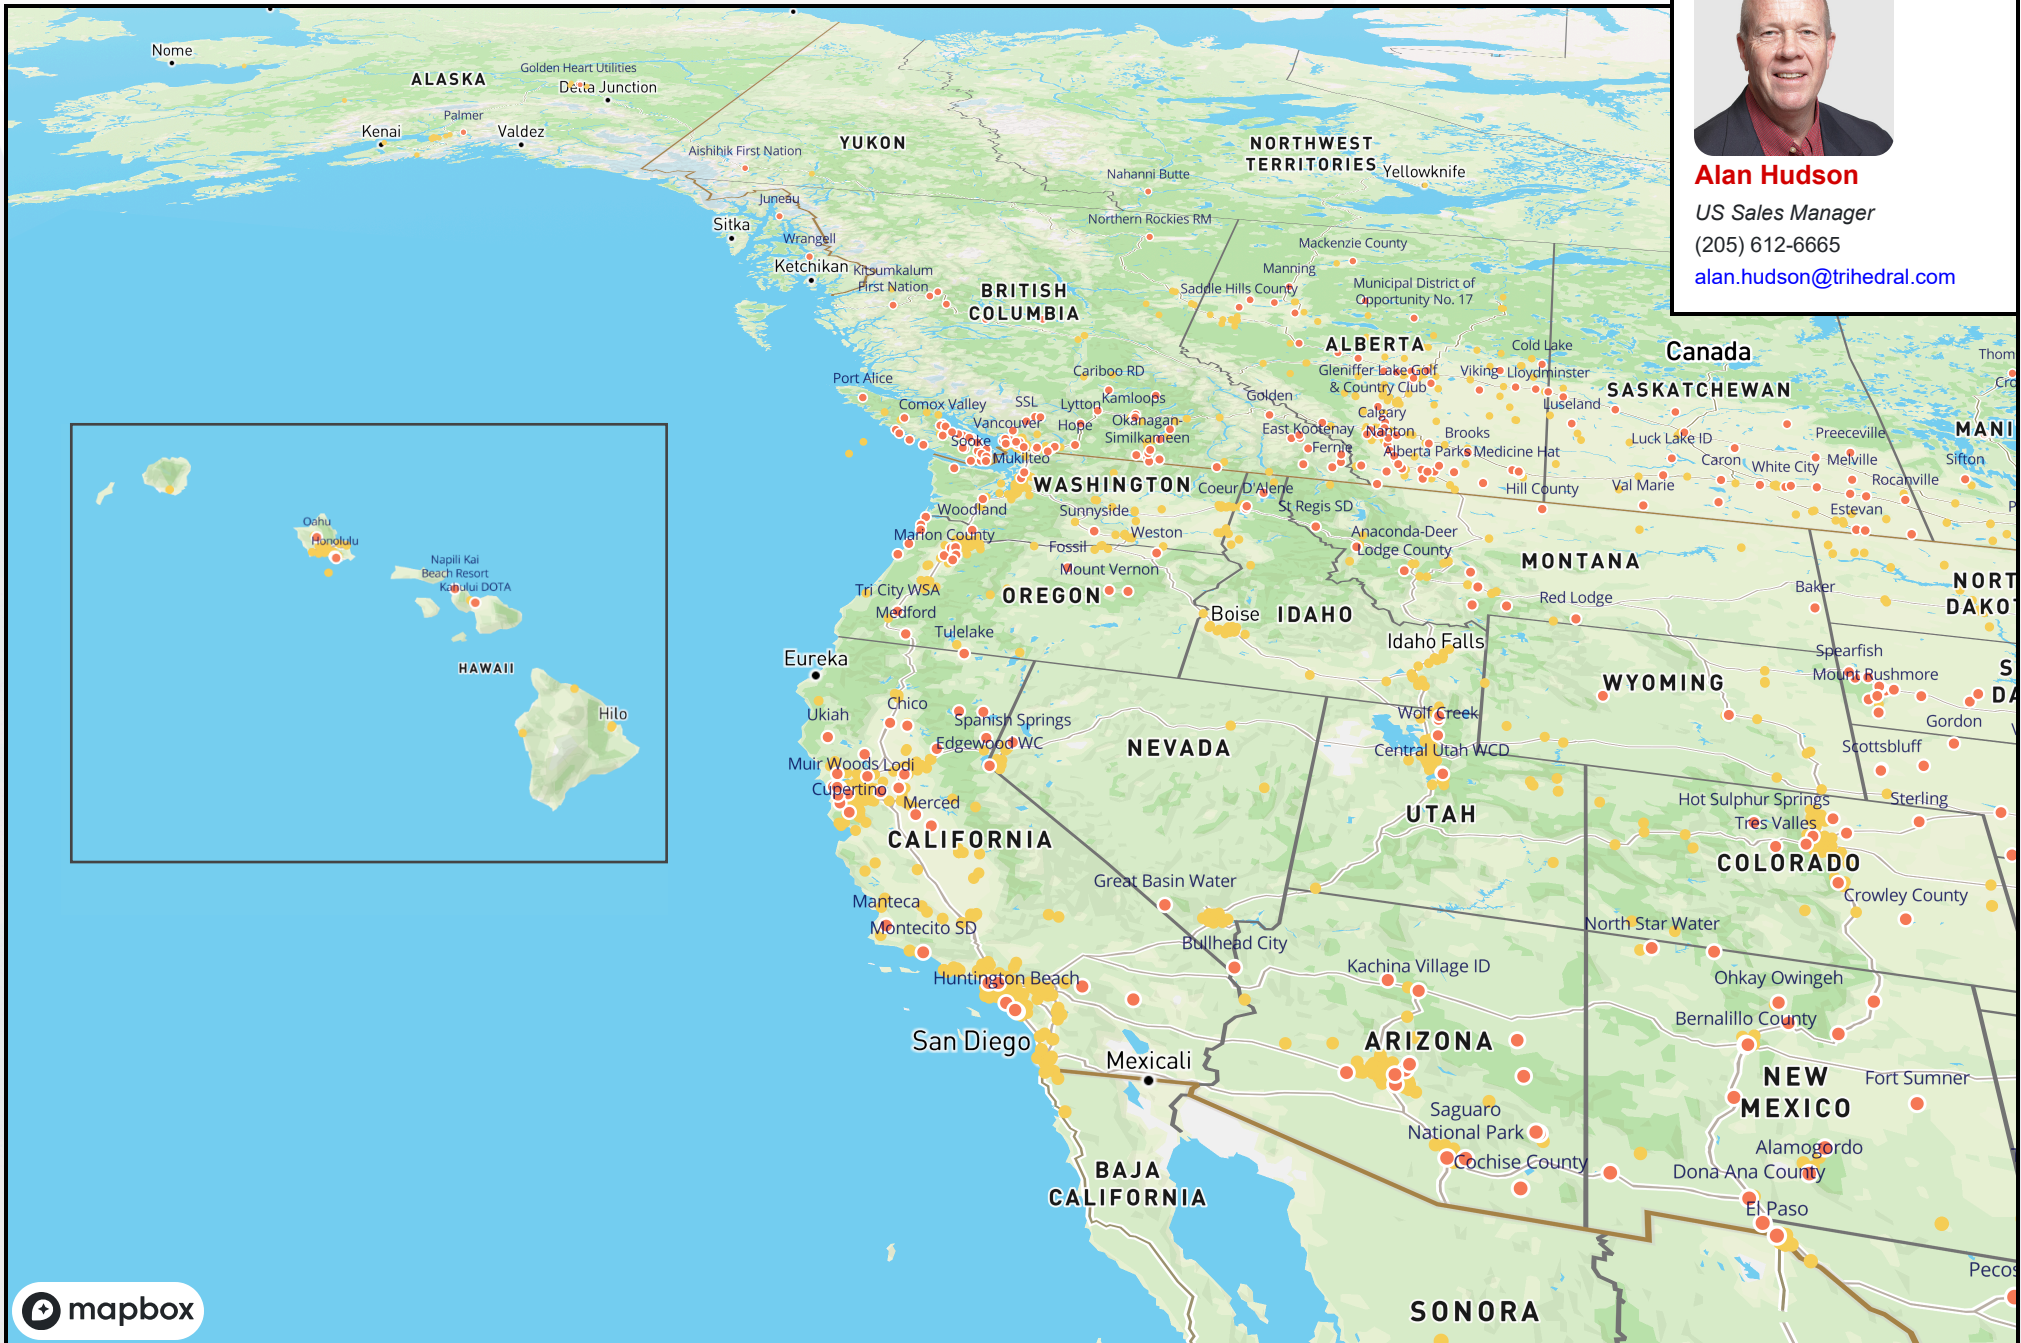 Nome
ALASKA
Golden Heart Utilities
Delta Junction
Palmer
Kenai
Valdez
Aishihik First Nation
YUKON
NORTHWEST
TERRITORIES
Yellowknife
Nahanni Butte
Juneau
Sitka
Northern Rockies RM
Wrangell
Ketchikan
Kitsumkalum
First Nation
BRITISH
COLUMBIA
Mackenzie County
Manning
Saddle Hills County
Municipal District of
Opportunity No. 17
Alan Hudson
US Sales Manager
(205) 612-6665
alan.hudson@trihedral.com
ALBERTA
Cold Lake
Canada
Thom
Cro
Gleniffer Lake Golf
& Country Club
Viking
Lloydminster
SASKATCHEWAN
Port Alice
Cariboo RD
Comox Valley
SSL
Lytton
Kamloops
Golden
Luseland
Vancouver
Hope
Okanagan-
Similkameen
Calgary
Nanton
East Kootenay
Fernie
Brooks
Alberta Parks
Medicine Hat
Luck Lake ID
Preeceville
MANI
Sooke
Mukilteo
Caron
White City
Melville
Sifton
WASHINGTON
Coeur D'Alene
Hill County
Val Marie
Rocanville
Woodland
Sunnyside
St Regis SD
Estevan
P
Marion County
Weston
Fossil
Anaconda-Deer
Lodge County
Mount Vernon
MONTANA
NORT
DAKOT
Tri City WSA
OREGON
Baker
Medford
Boise
IDAHO
Red Lodge
Tulelake
Idaho Falls
Eureka
Spearfish
Mount Rushmore
S
DA
WYOMING
Oahu
Honolulu
Napili Kai
Beach Resort
Kahului DOTA
HAWAII
Hilo
Ukiah
Chico
Spanish Springs
Wolf Creek
Gordon
V
Edgewood WC
NEVADA
Central Utah WCD
Scottsbluff
Muir Woods
Lodi
Cupertino
Merced
Hot Sulphur Springs
Sterling
UTAH
Tres Valles
CALIFORNIA
COLORADO
Great Basin Water
Crowley County
Manteca
Montecito SD
North Star Water
Bullhead City
Kachina Village ID
Huntington Beach
Ohkay Owingeh
Bernalillo County
San Diego
ARIZONA
Mexicali
NEW
MEXICO
Fort Sumner
Saguaro
National Park
Alamogordo
Cochise County
Dona Ana County
BAJA
CALIFORNIA
El Paso
Pecos
SONORA
mapbox